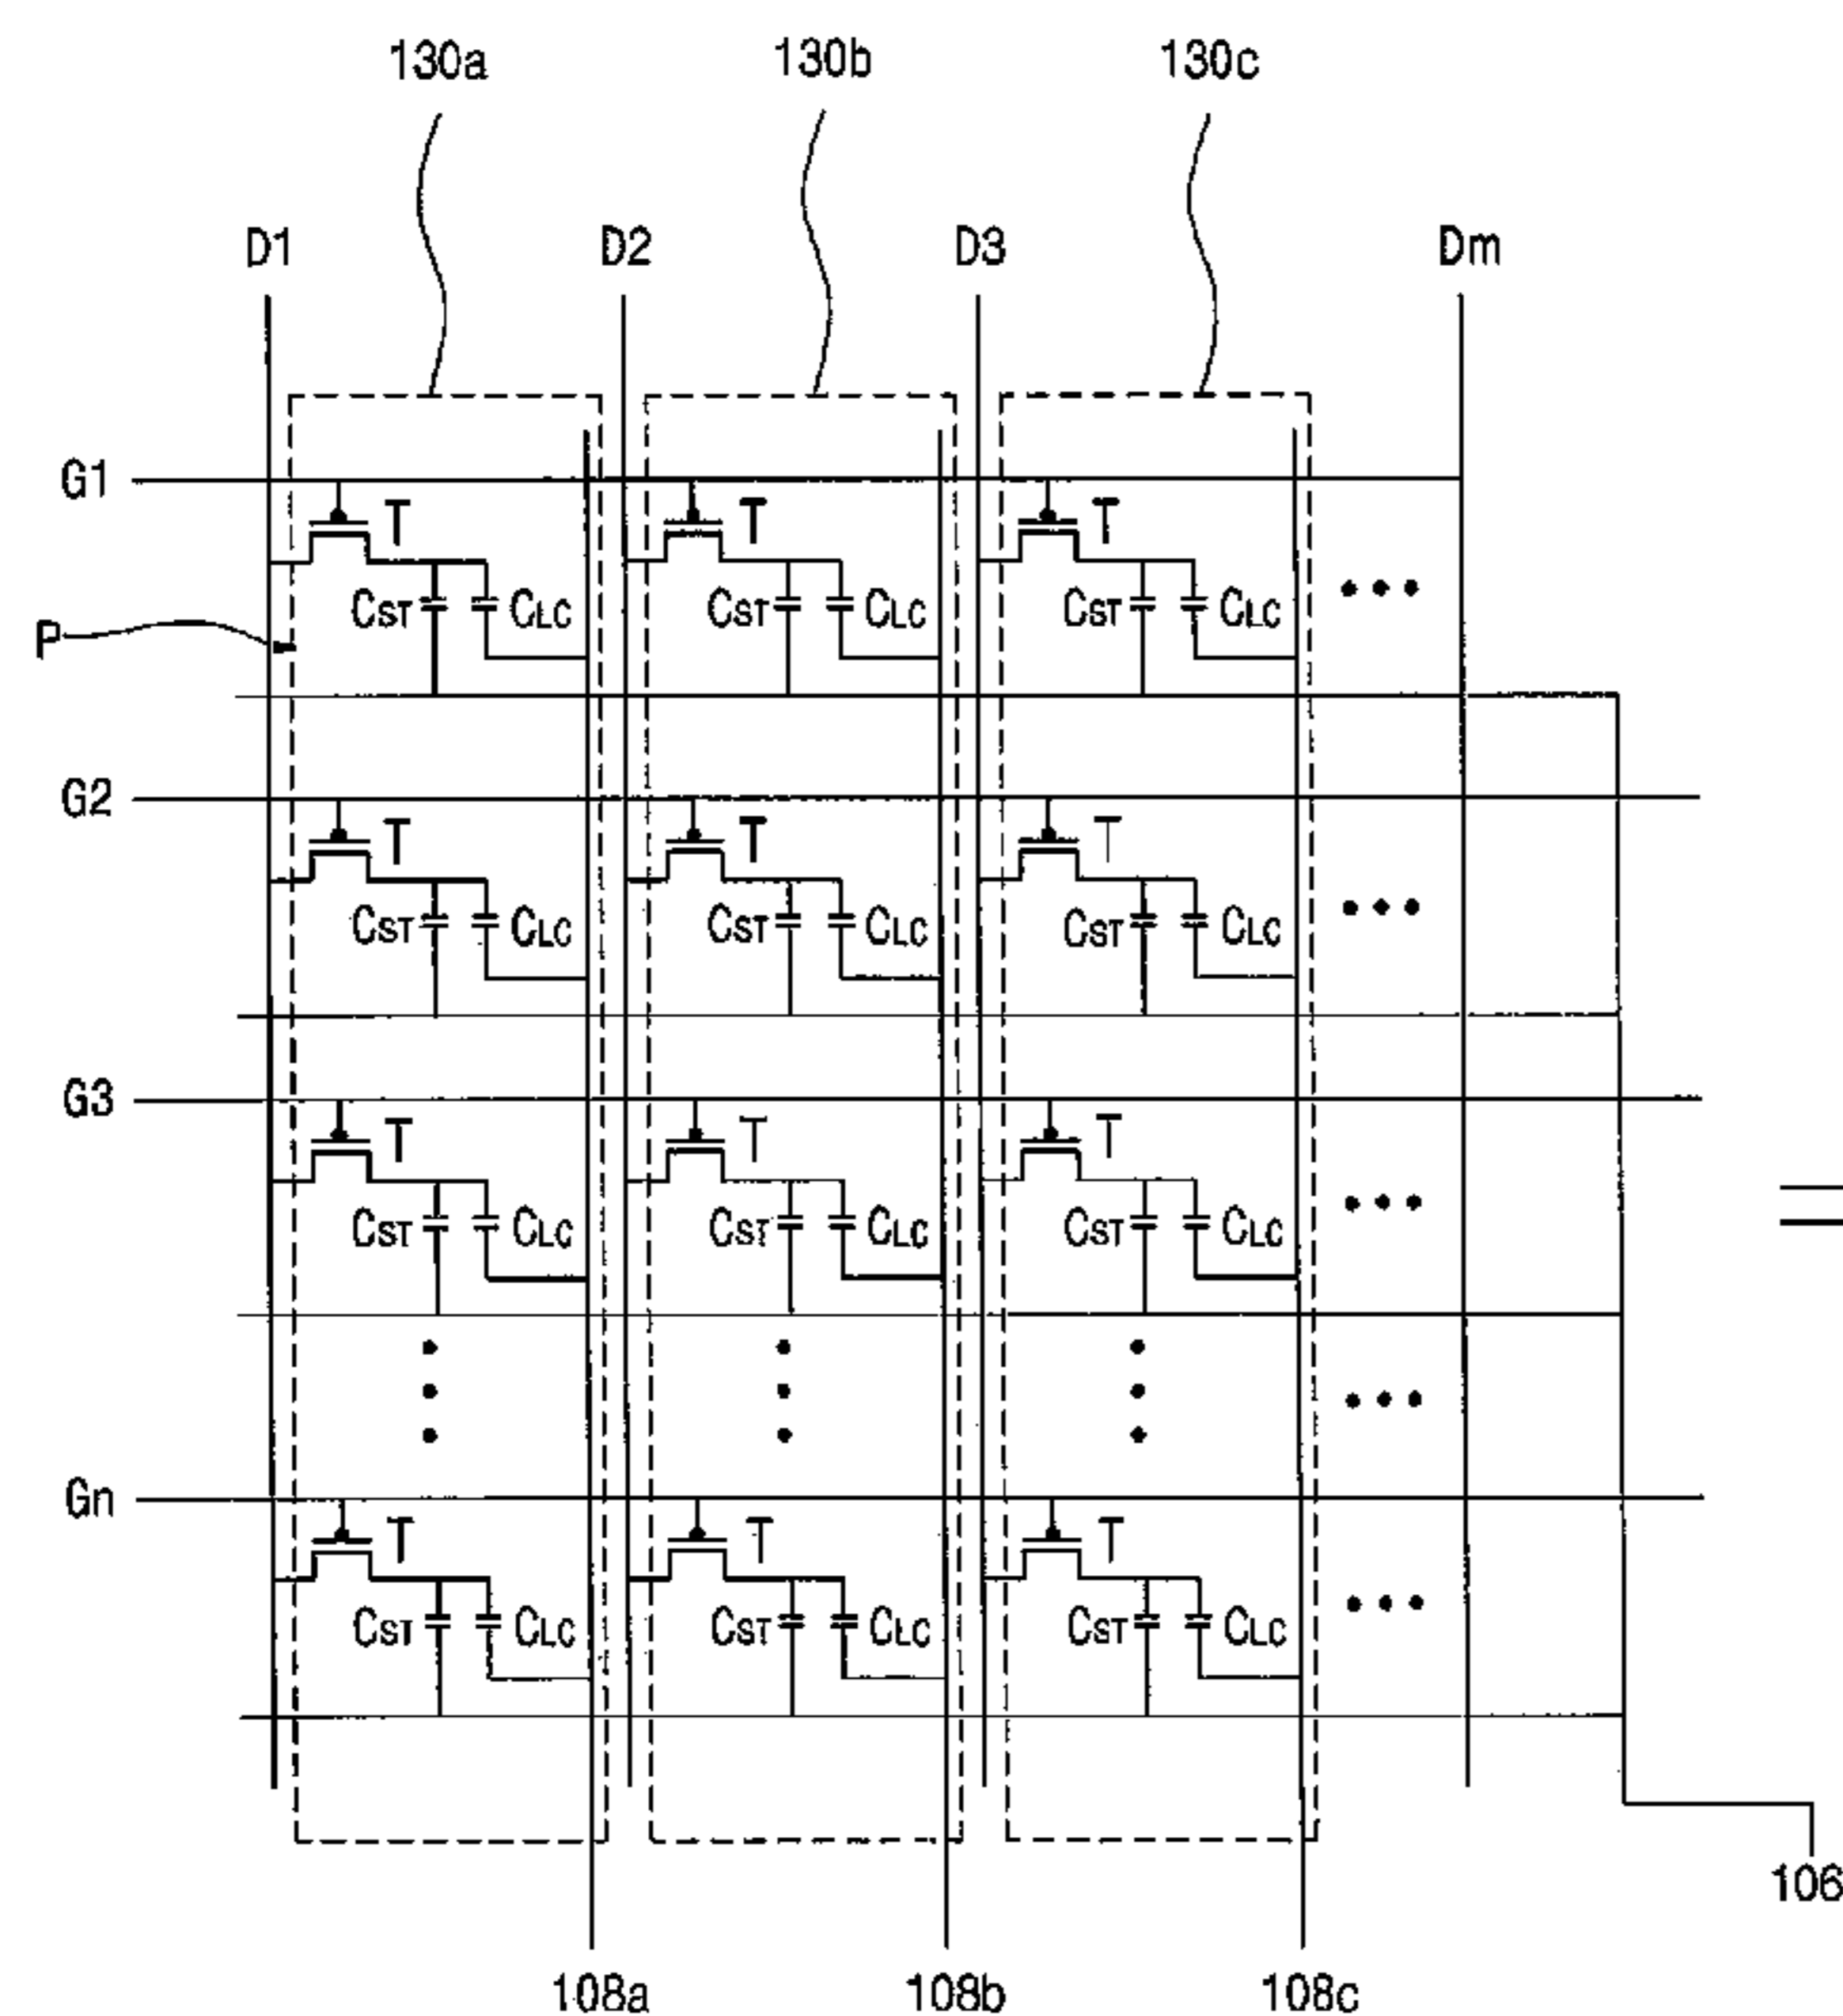 130a 130b 130c
D1 D2 D3 Dm
G1
T T T
CST CLC CST CLC CST CLC
P
G2
T T T
CST CLC CST CLC CST CLC
G3
T T T
CST CLC CST CLC CST CLC
Gn
T T T
CST CLC CST CLC CST CLC
106
108a 108b 108c